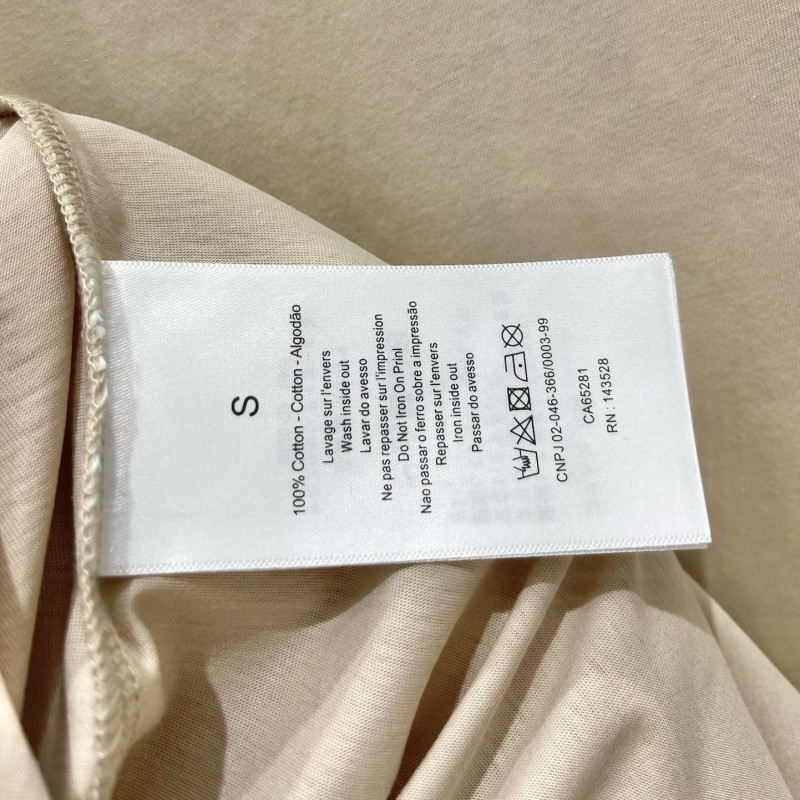 S
100% Cotton - Cotton - Algodão
Lavage sur l'envers
Wash inside out
Lavar do avesso
Ne pas repasser sur l'impression
Do Not Iron On Prinl
Nao passar o ferro sobre a impressão
Repasser sur l'envers
Iron inside out
Passar do avesso
CNPJ 02-046-366/0003-99
CA65281
RN : 143528